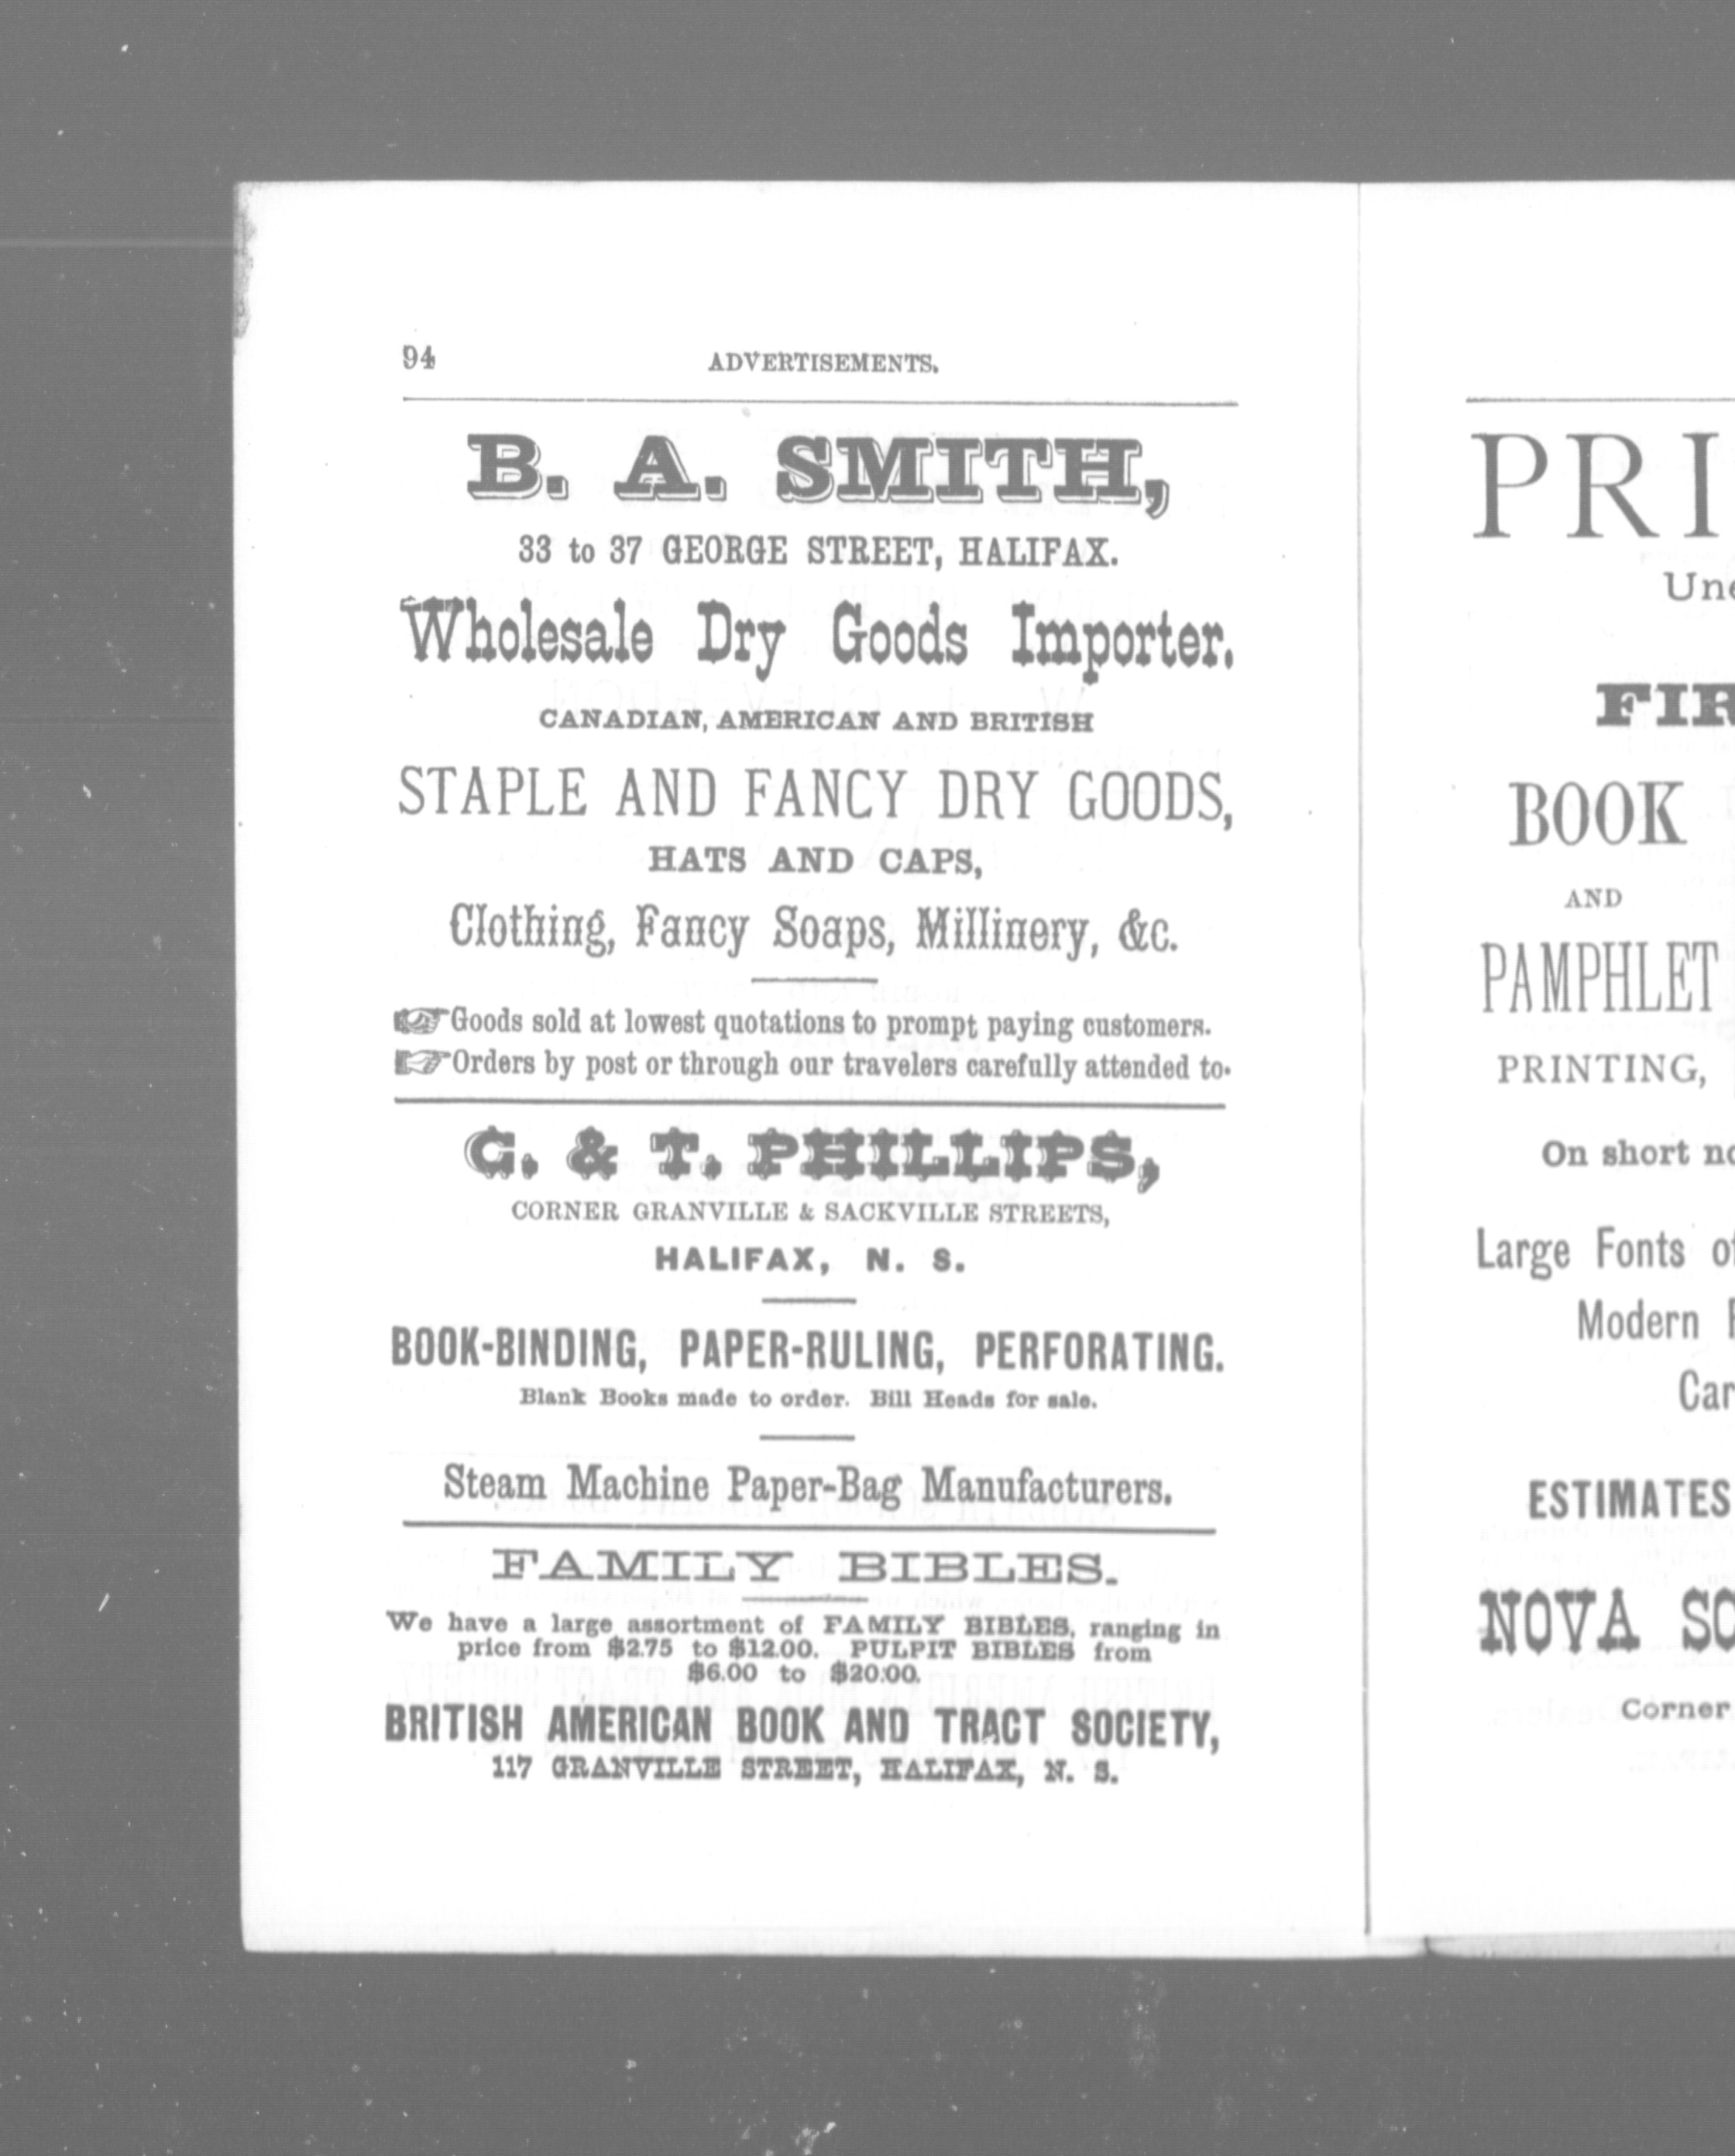 94 ADVERTISEMENTS.
B. A. SMITH,
33 to 37 GEORGE STREET, HALIFAX.
Wholesale Dry Goods Importer.
CANADIAN, AMERICAN AND BRITISH
STAPLE AND FANCY DRY GOODS,
HATS AND CAPS,
Clothing, Fancy Soaps, Millinery, &c.
☞Goods sold at lowest quotations to prompt paying customers.
☞Orders by post or through our travelers carefully attended to.
G. & T. PHILLIPS,
CORNER GRANVILLE & SACKVILLE STREETS,
HALIFAX, N. S.
BOOK-BINDING, PAPER-RULING, PERFORATING.
Blank Books made to order. Bill Heads for sale.
Steam Machine Paper-Bag Manufacturers.
FAMILY BIBLES.
We have a large assortment of FAMILY BIBLES, ranging in
price from $2.75 to $12.00. PULPIT BIBLES from
$6.00 to $20.00.
BRITISH AMERICAN BOOK AND TRACT SOCIETY,
117 GRANVILLE STREET, HALIFAX, N. S.
PRI
Une
FIR
BOOK
AND
PAMPHLET
PRINTING,
On short no
Large Fonts of
Modern
Car
ESTIMATES
NOVA SO
Corner